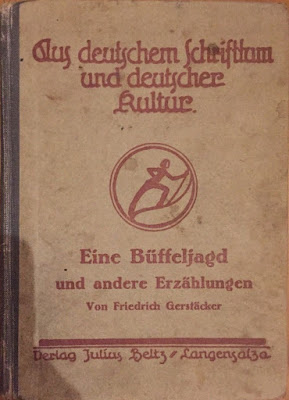 Aus deutschem Schrifttum
und deutscher
Kultur.
Eine Büffeljagd
und andere Erzählungen
Von Friedrich Gerstäcker
Verlag Julius Beltz / Langensalza